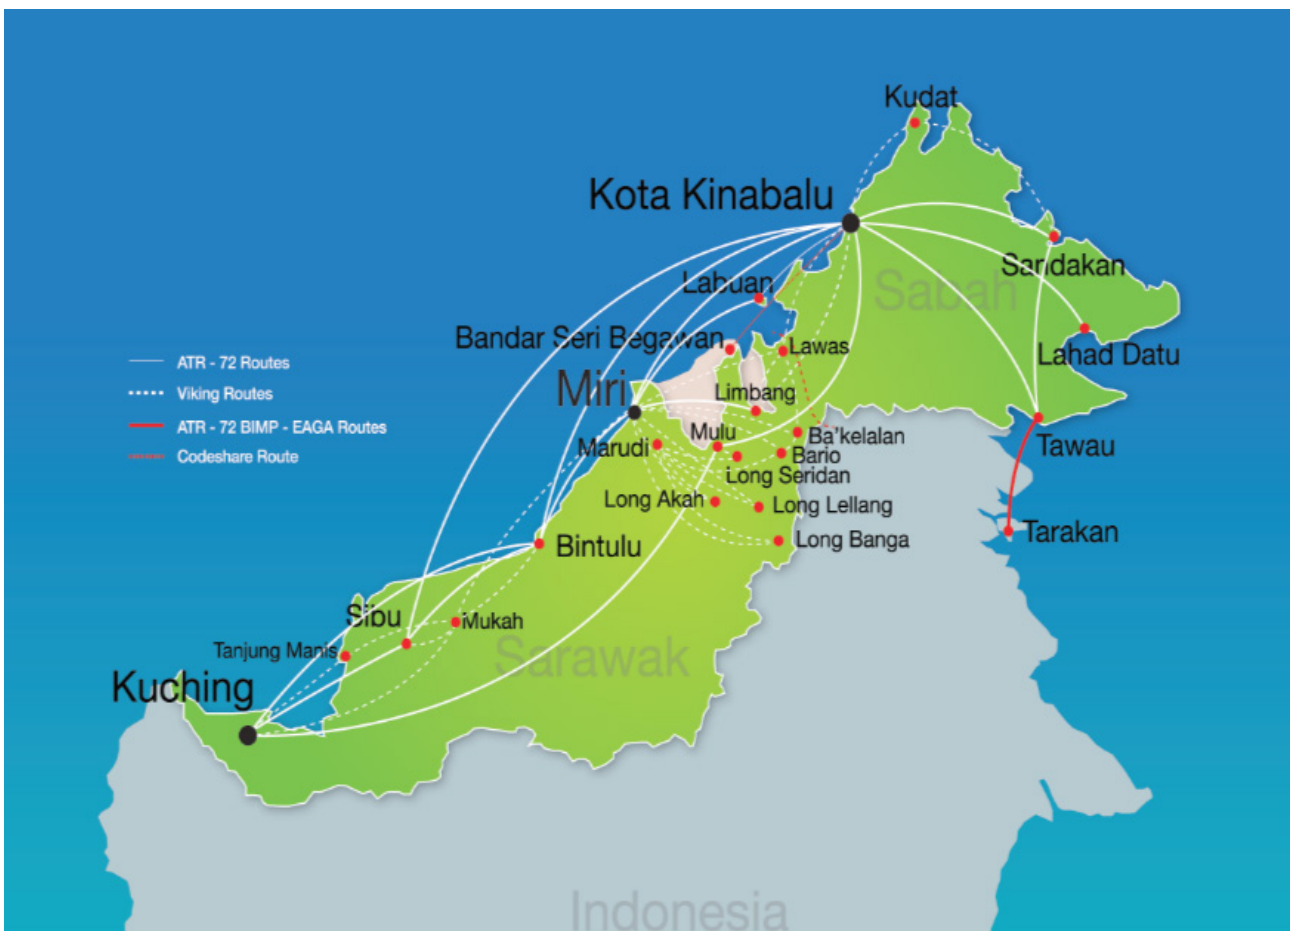 Kudat
Kota Kinabalu
Sandakan
Sabah
Labuan
Bandar Seri Begawan
Lawas
Lahad Datu
ATR - 72 Routes
Viking Routes
ATR - 72 BIMP - EAGA Routes
Codeshare Route
Miri
Limbang
Mulu
Ba'kelalan
Tawau
Marudi
Bario
Long Seridan
Long Akah
Long Lellang
Tarakan
Bintulu
Long Banga
Sibu
Mukah
Tanjung Manis
Sarawak
Kuching
Indonesia